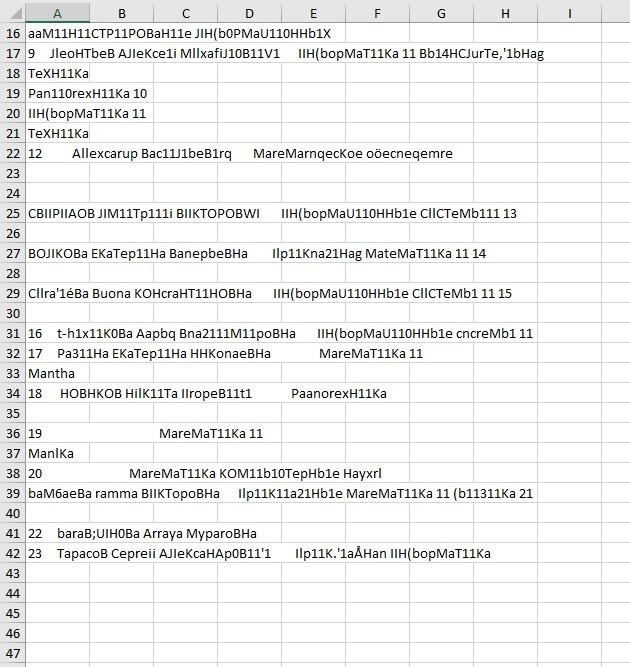 A B C D E F G H I
16 aaM11H11CTP11POBaH11e JIH(b0PMaU110HHb1X
17 9 JleoHTbeB AJIeKce1i MllxafiJ10B11V1 IIH(bopMaT11Ka 11 Bb14HCJurTe,'1bHag
18 TeXH11Ka
19 Pan110rexH11Ka 10
20 IIH(bopMaT11Ka 11
21 TeXH11Ka
22 12 Allexcarup Bac11J1beB1rq MareMarnqecKoe oöecneqemre
23
24
25 CBIIPIIAOB JIM11Tp111i BIIKTOPOBWI IIH(bopMaU110HHb1e CllCTeMb111 13
26
27 BOJIKOBa EKaTep11Ha BanepbeBHa Ilp11Kna21Hag MateMaT11Ka 11 14
28
29 Cllra'1éBa Buona KOHcraHT11HOBHa IIH(bopMaU110HHb1e CllCTeMb1 11 15
30
31 16 t-h1x11K0Ba Aapbq Bna2111M11poBHa IIH(bopMaU110HHb1e cncreMb1 11
32 17 Pa311Ha EKaTep11Ha HHKonaeBHa MareMaT11Ka 11
33 Mantha
34 18 HOBHKOB HilK11Ta IIropeB11t1 PaanorexH11Ka
35
36 19 MareMaT11Ka 11
37 ManlKa
38 20 MareMaT11Ka KOM11b10TepHb1e Hayxrl
39 baM6aeBa ramma BIIKTopoBHa Ilp11K11a21Hb1e MareMaT11Ka 11 (b11311Ka 21
40
41 22 baraB;UIH0Ba Arraya MyparoBHa
42 23 TapacoB Cepreii AJIeKcaHAp0B11'1 Ilp11K.'1aÅHan IIH(bopMaT11Ka
43
44
45
46
47